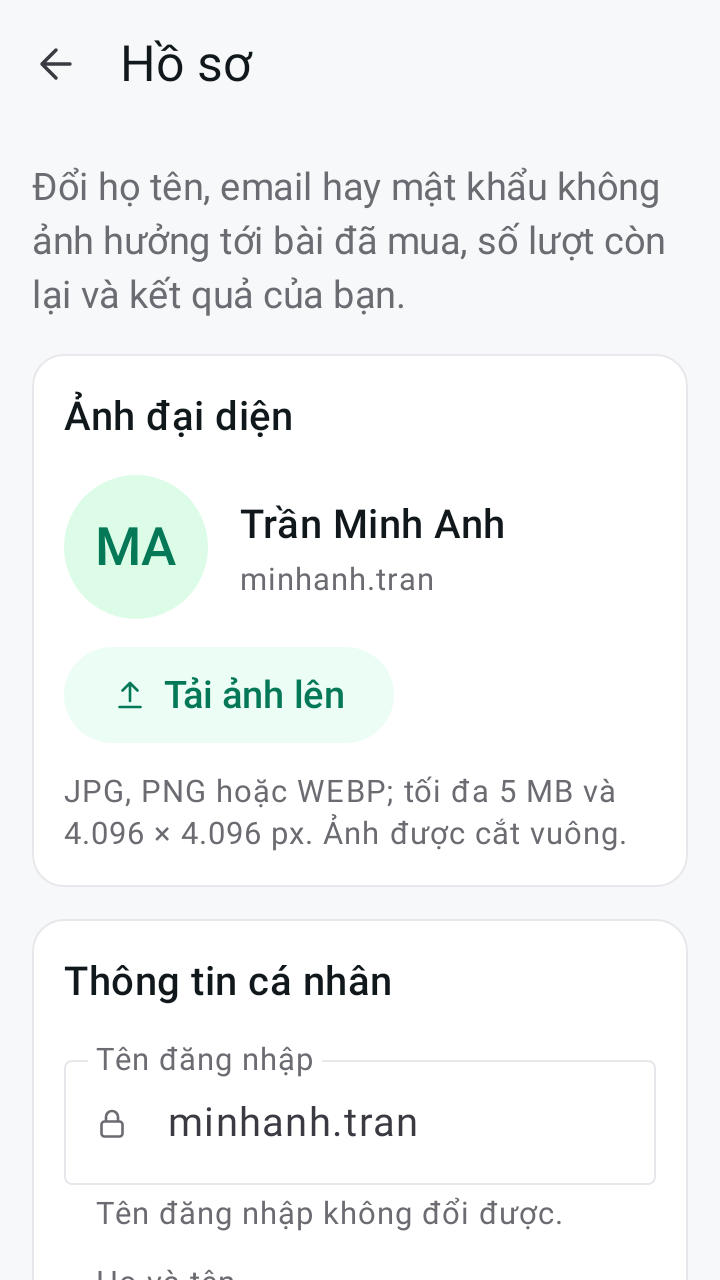 Hồ sơ
Đổi họ tên, email hay mật khẩu không
ảnh hưởng tới bài đã mua, số lượt còn
lại và kết quả của bạn.
Ảnh đại diện
MA
Trần Minh Anh
minhanh.tran
Tải ảnh lên
JPG, PNG hoặc WEBP; tối đa 5 MB và
4.096 × 4.096 px. Ảnh được cắt vuông.
Thông tin cá nhân
Tên đăng nhập
minhanh.tran
Tên đăng nhập không đổi được.
Họ và tên